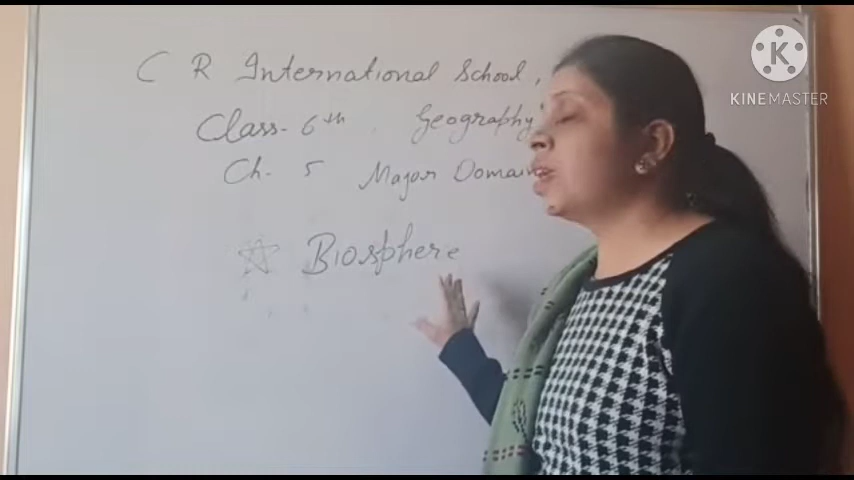 C R International School,
Class- 6th Geography
Ch. 5 Major Domain
Biosphere
K
KINEMASTER